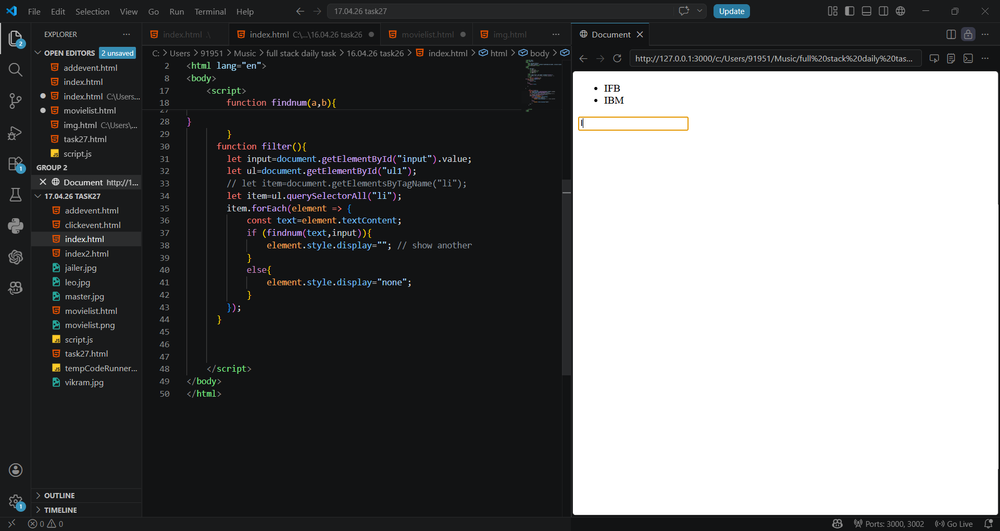 File Edit Selection View Go Run Terminal Help
17.04.26 task27
Update
EXPLORER
OPEN EDITORS 2 unsaved
addevent.html
index.html
index.html C:\Users...
movielist.html
img.html C:\Users\...
task27.html
JS script.js
GROUP 2
Document http://1...
17.04.26 TASK27
addevent.html
clickevent.html
index.html
index2.html
jailer.jpg
leo.jpg
master.jpg
movielist.html
movielist.png
JS script.js
task27.html
JS tempCodeRunner...
vikram.jpg
OUTLINE
TIMELINE
2
1
1
index.html .\
index.html C:\...\16.04.26 task26
movielist.html
img.html
C: > Users > 91951 > Music > full stack daily task > 16.04.26 task26 > index.html > html > body >
2 <html lang="en">
8 <body>
17 <script>
18 function findnum(a,b){
27
28 }
29 }
30 function filter(){
31 let input=document.getElementById("input").value;
32 let ul=document.getElementById("ul1");
33 // let item=document.getElementsByTagName("li");
34 let item=ul.querySelectorAll("li");
35 item.forEach(element => {
36 const text=element.textContent;
37 if (findnum(text,input)){
38 element.style.display=""; // show another
39 }
40 else{
41 element.style.display="none";
42 }
43 });
44 }
45
46
47
48 </script>
49 </body>
50 </html>
Document
http://127.0.0.1:3000/c:/Users/91951/Music/full%20stack%20daily%20tas...
IFB
IBM
I
0 0
Ports: 3000, 3002
Go Live